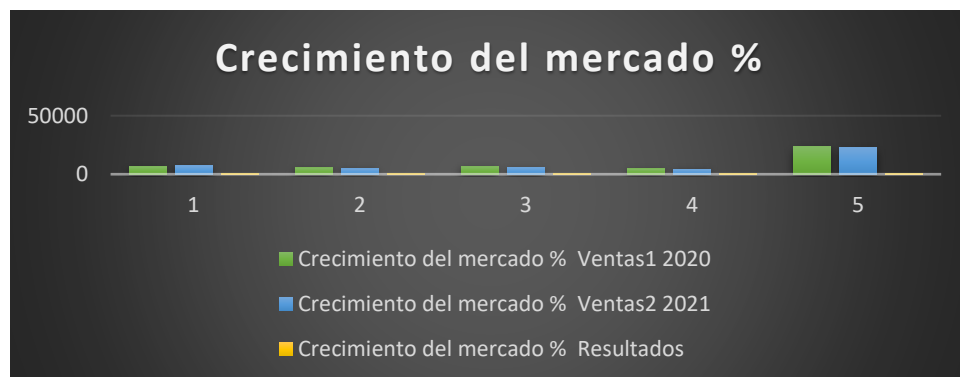 Crecimiento del mercado %
50000
0
1 2 3 4 5
Crecimiento del mercado % Ventas1 2020
Crecimiento del mercado % Ventas2 2021
Crecimiento del mercado % Resultados